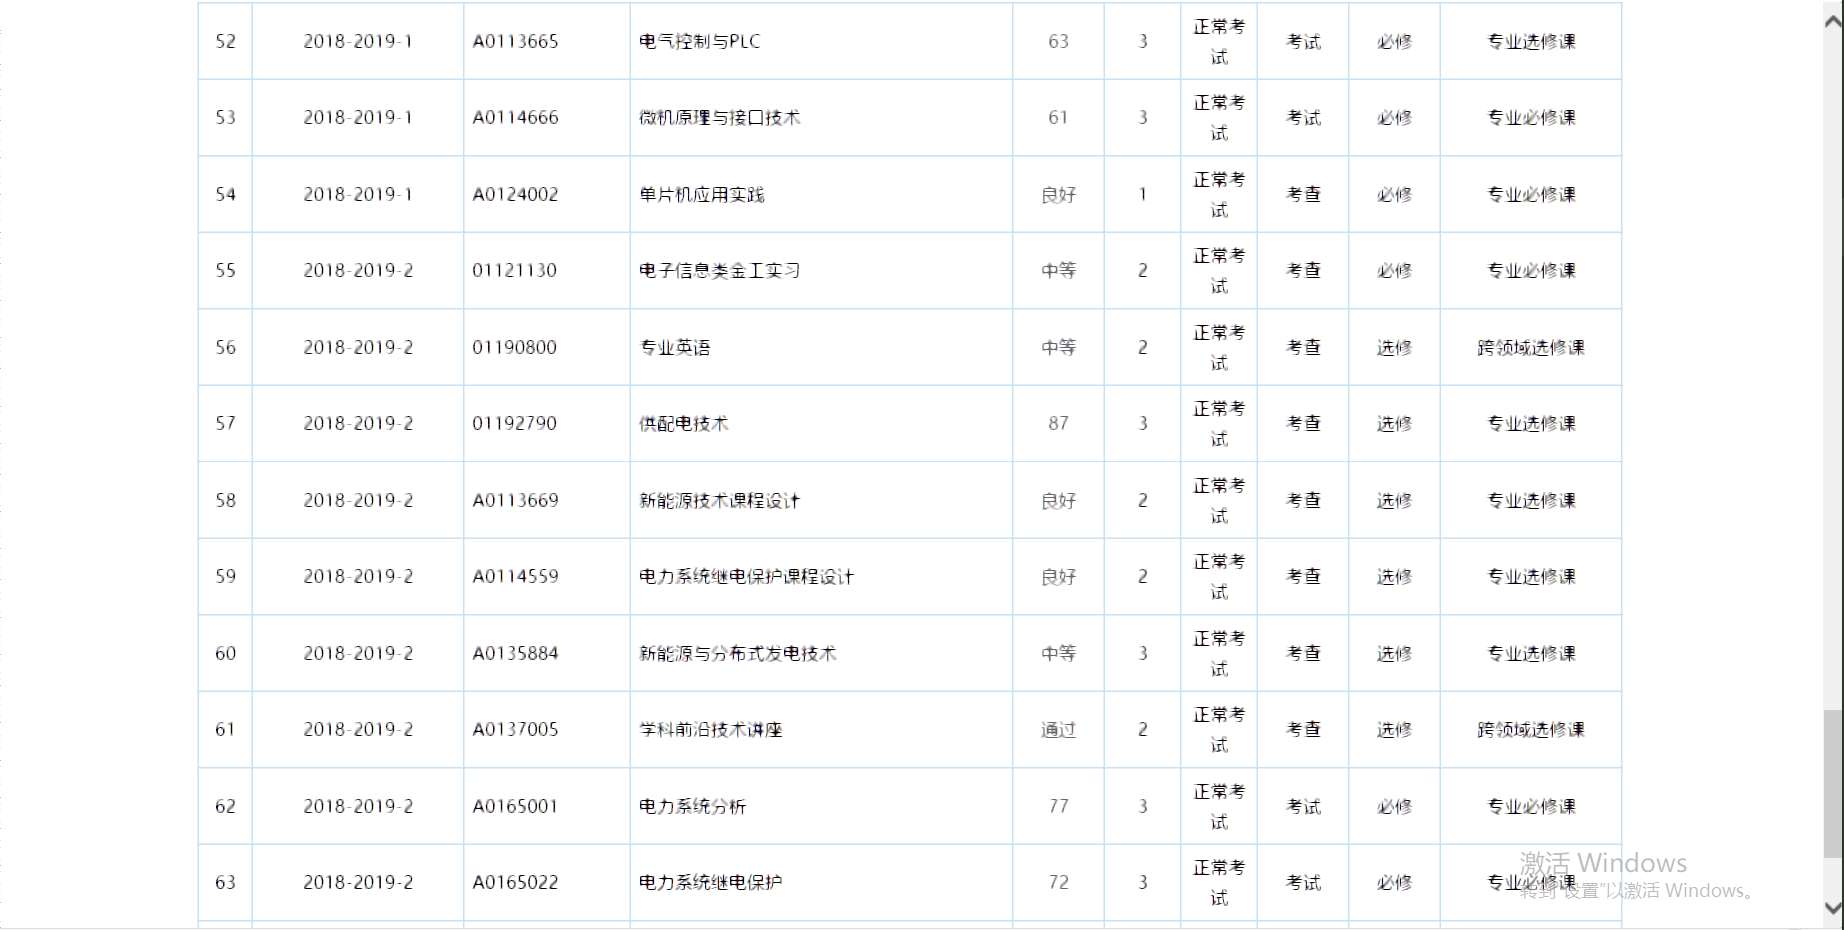 52 2018-2019-1 A0113665 电气控制与PLC 63 3 正常考试 考试 必修 专业选修课
53 2018-2019-1 A0114666 微机原理与接口技术 61 3 正常考试 考试 必修 专业必修课
54 2018-2019-1 A0124002 单片机应用实践 良好 1 正常考试 考查 必修 专业必修课
55 2018-2019-2 01121130 电子信息类金工实习 中等 2 正常考试 考查 必修 专业必修课
56 2018-2019-2 01190800 专业英语 中等 2 正常考试 考查 选修 跨领域选修课
57 2018-2019-2 01192790 供配电技术 87 3 正常考试 考查 选修 专业选修课
58 2018-2019-2 A0113669 新能源技术课程设计 良好 2 正常考试 考查 选修 专业选修课
59 2018-2019-2 A0114559 电力系统继电保护课程设计 良好 2 正常考试 考查 选修 专业选修课
60 2018-2019-2 A0135884 新能源与分布式发电技术 中等 3 正常考试 考查 选修 专业选修课
61 2018-2019-2 A0137005 学科前沿技术讲座 通过 2 正常考试 考查 选修 跨领域选修课
62 2018-2019-2 A0165001 电力系统分析 77 3 正常考试 考试 必修 专业必修课
63 2018-2019-2 A0165022 电力系统继电保护 72 3 正常考试 考试 必修 专业必修课
激活 Windows
转到"设置"以激活 Windows。